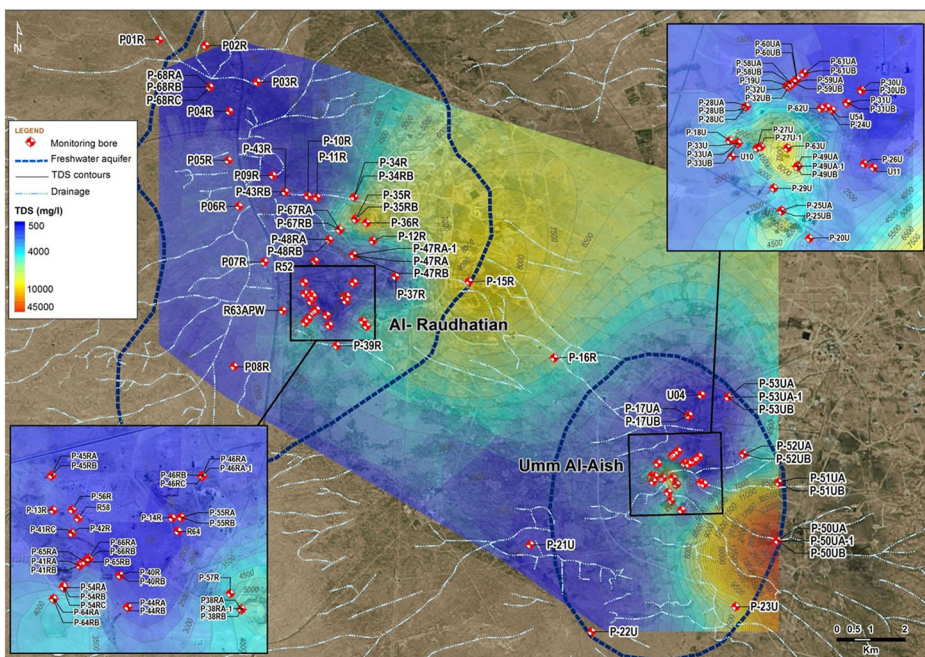 P01R
P02R
P03R
P-68RA
P-68RB
P-68RC
P04R
P-10R
P-11R
P-43R
P05R
P09R
P-43RB
P-34R
P-34RB
P-35R
P-35RB
P-36R
P06R
P-67RA
P-67RB
P-12R
P-48RA
P-48RB
P-47RA-1
P-47RA
P-47RB
P07R
R52
P-37R
P-15R
R63APW
Al- Raudhatian
P-39R
P08R
P-16R
U04
P-17UA
P-17UB
P-53UA
P-53UA-1
P-53UB
Umm Al-Aish
P-52UA
P-52UB
P-51UA
P-51UB
P-50UA
P-50UA-1
P-50UB
P-21U
P-23U
P-22U
N
LEGEND
Monitoring bore
Freshwater aquifer
TDS contours
Drainage
TDS (mg/l)
500
10000
45000
P-60UA
P-60UB
P-58UA
P-58UB
P-19U
P-32U
P-32UB
P-61UA
P-61UB
P-59UA
P-59UB
P-30U
P-30UB
P-31U
P-31UB
P-28UA
P-28UB
P-28UC
P-62U
U54
P-24U
P-18U
P-33U
P-33UA
P-33UB
U10
P-27U
P-27U-1
P-63U
P-49UA
P-49UA-1
P-49UB
P-26U
U11
P-29U
P-25UA
P-25UB
P-20U
P-45RA
P-45RB
P-46RA
P-46RA-1
P-46RB
P-46RC
P-13R
P-56R
R58
P-14R
P-55RA
P-55RB
R64
P-41RC
P-42R
P-66RA
P-66RB
P-65RA
P-65RB
P-41RA
P-41RB
P-40R
P-40RB
P-57R
P-54RA
P-54RB
P-54RC
P-64RA
P-64RB
P-44RA
P-44RB
P38RA
P-38RA-1
P-38RB
0 0.5 1 2
Km